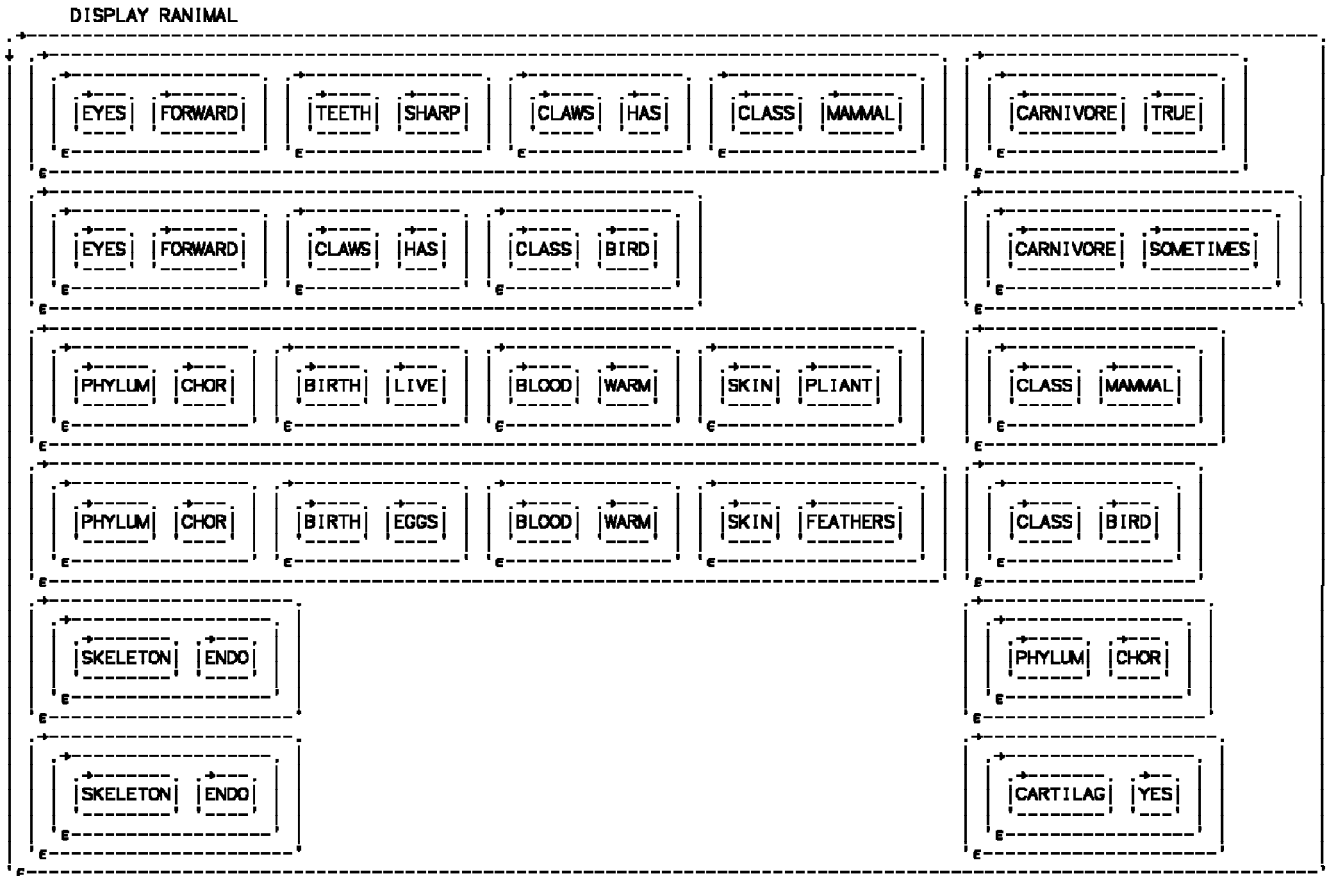 DISPLAY RANIMAL
EYES FORWARD TEETH SHARP CLAWS HAS CLASS MAMMAL CARNIVORE TRUE
EYES FORWARD CLAWS HAS CLASS BIRD CARNIVORE SOMETIMES
PHYLUM CHOR BIRTH LIVE BLOOD WARM SKIN PLIANT CLASS MAMMAL
PHYLUM CHOR BIRTH EGGS BLOOD WARM SKIN FEATHERS CLASS BIRD
SKELETON ENDO PHYLUM CHOR
SKELETON ENDO CARTILAG YES